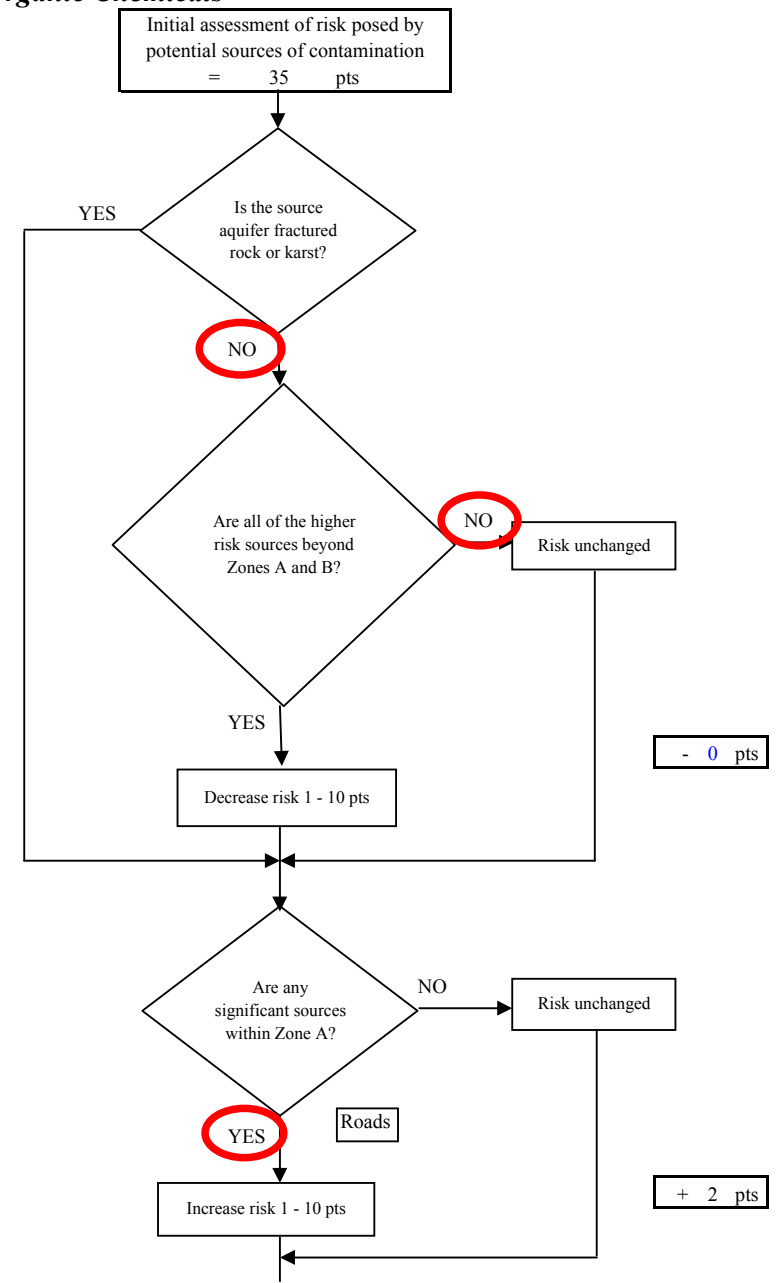 Organic Chemicals
Initial assessment of risk posed by
potential sources of contamination
= 35 pts
YES
Is the source
aquifer fractured
rock or karst?
NO
Are all of the higher
risk sources beyond
Zones A and B?
NO
Risk unchanged
YES
- 0 pts
Decrease risk 1 - 10 pts
Are any
significant sources
within Zone A?
NO
Risk unchanged
YES
Roads
Increase risk 1 - 10 pts
+ 2 pts